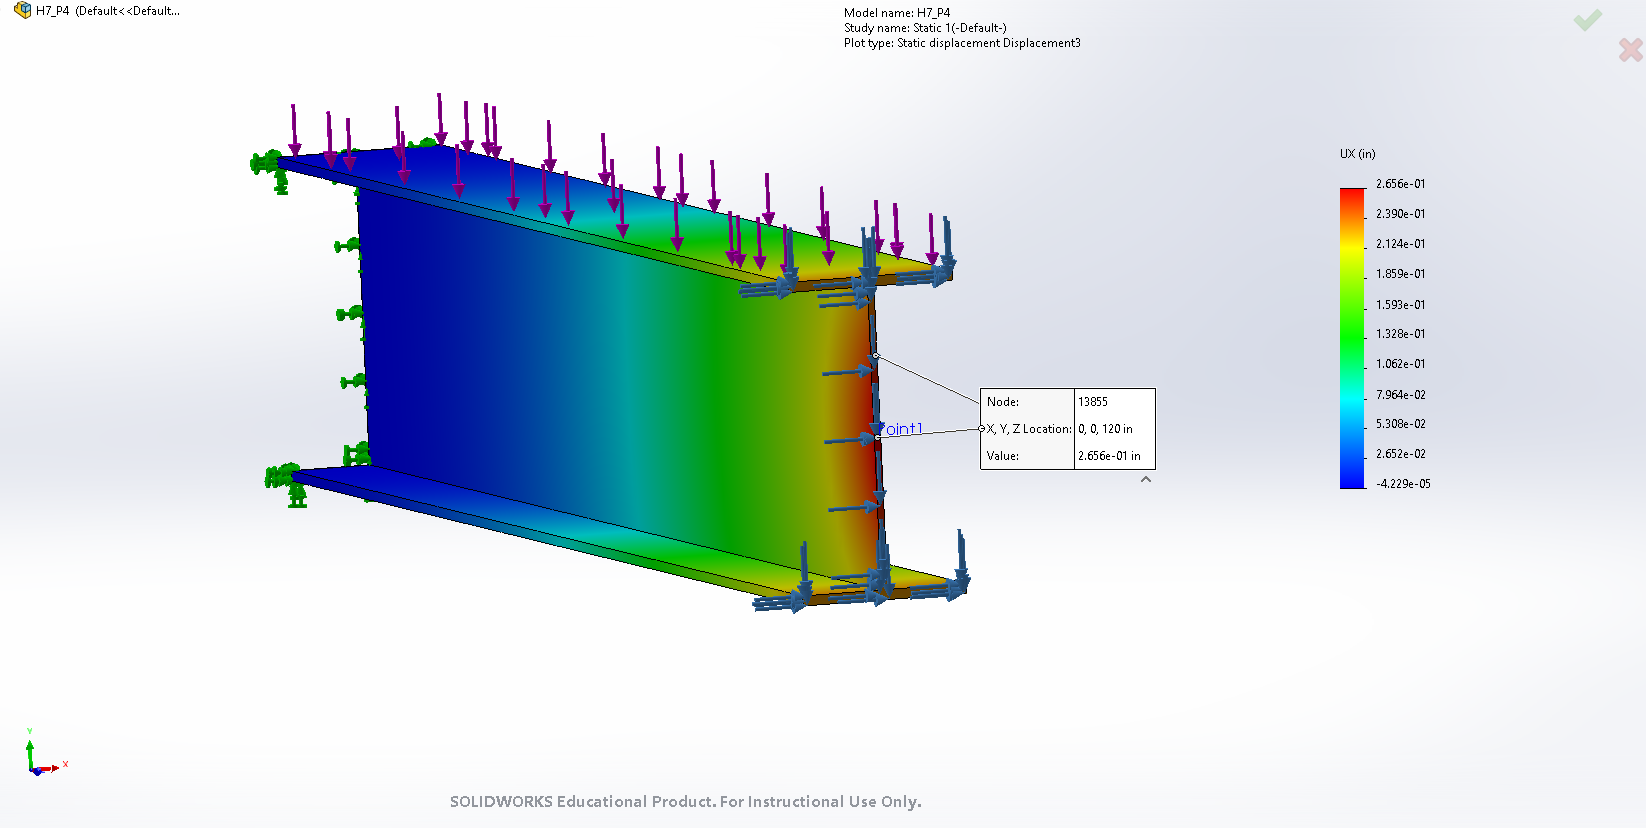 H7_P4 (Default<<Default...
Model name: H7_P4
Study name: Static 1(-Default-)
Plot type: Static displacement Displacement3
UX (in)
2.656e-01
2.390e-01
2.124e-01
1.859e-01
1.593e-01
1.328e-01
1.062e-01
7.964e-02
5.308e-02
2.652e-02
-4.229e-05
oint1
Node: 13855
X, Y, Z Location: 0, 0, 120 in
Value: 2.656e-01 in
Y
X
SOLIDWORKS Educational Product. For Instructional Use Only.